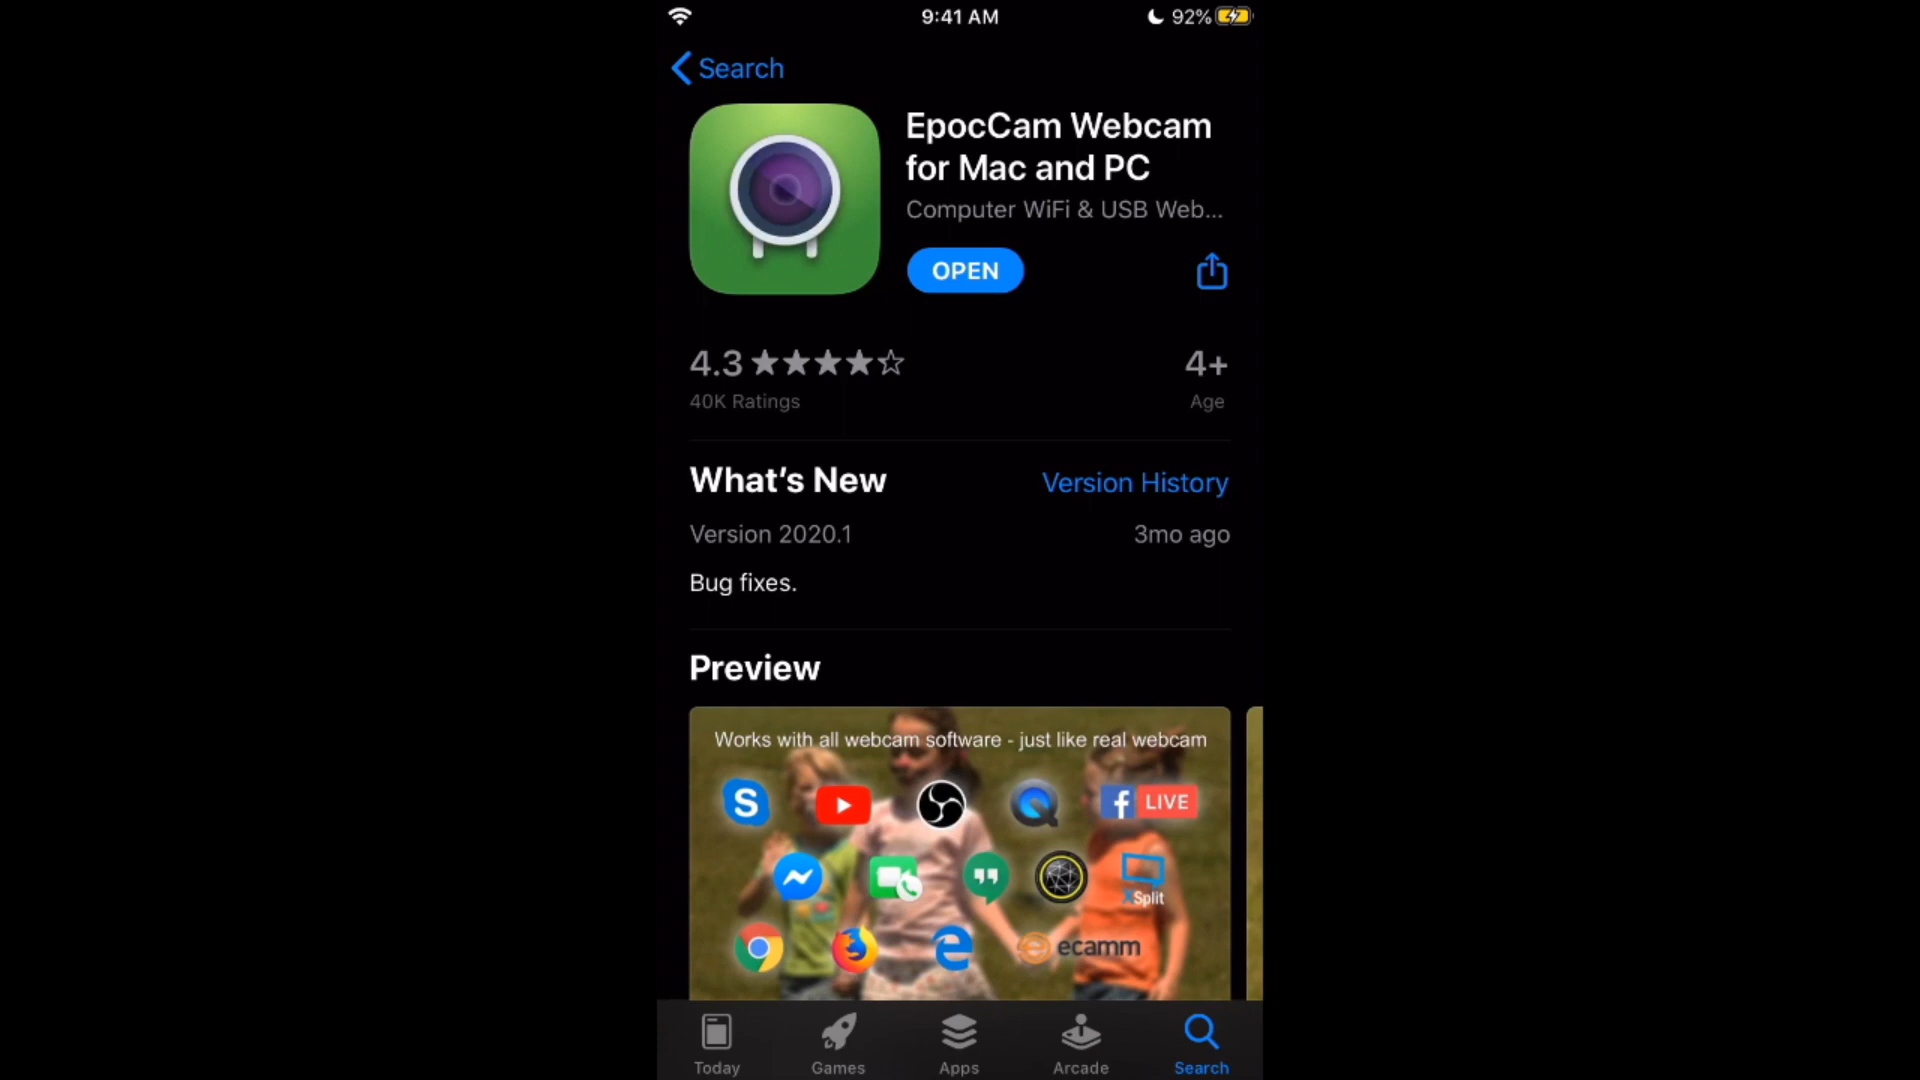 9:41 AM
92%
Search
EpocCam Webcam
for Mac and PC
Computer WiFi & USB Web...
OPEN
4.3
4+
40K Ratings
Age
What's New
Version History
Version 2020.1
3mo ago
Bug fixes.
Preview
Works with all webcam software - just like real webcam
S
f LIVE
XSplit
e ecamm
Today
Games
Apps
Arcade
Search